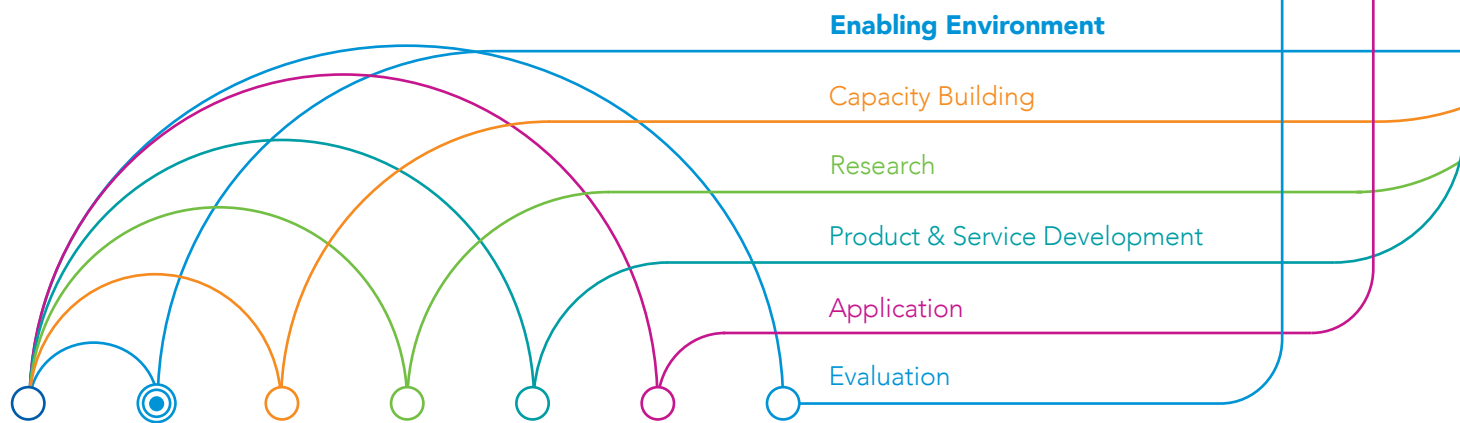 Enabling Environment
Capacity Building
Research
Product & Service Development
Application
Evaluation